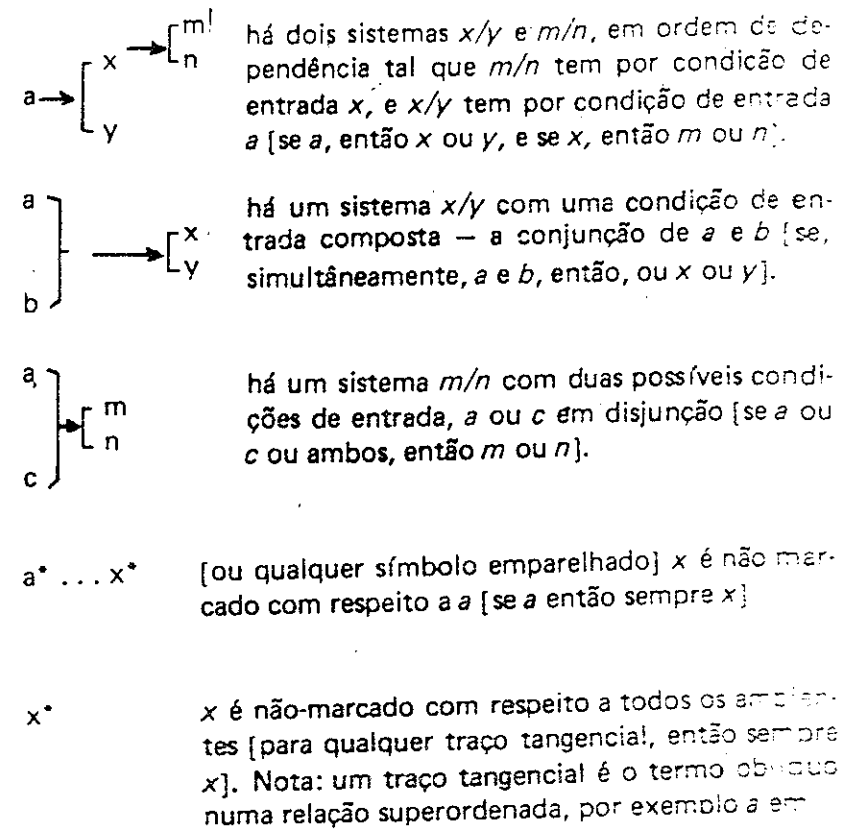 m!
há dois sistemas x/y e m/n, em ordem de de-
x
n
pendência tal que m/n tem por condicão de
a
entrada x, e x/y tem por condição de entrada
y
a [se a, então x ou y, e se x, então m ou n].
a
há um sistema x/y com uma condição de en-
x
trada composta — a conjunção de a e b [se,
y
simultâneamente, a e b, então, ou x ou y].
b
a
há um sistema m/n com duas possíveis condi-
m
ções de entrada, a ou c em disjunção [se a ou
n
c ou ambos, então m ou n].
c
a* . . . x*
[ou qualquer símbolo emparelhado] x é não mar-
cado com respeito a a [se a então sempre x]
x*
x é não-marcado com respeito a todos os ambien-
tes [para qualquer traço tangencial, então sempre
x]. Nota: um traço tangencial é o termo oblíquo
numa relação superordenada, por exemplo a em